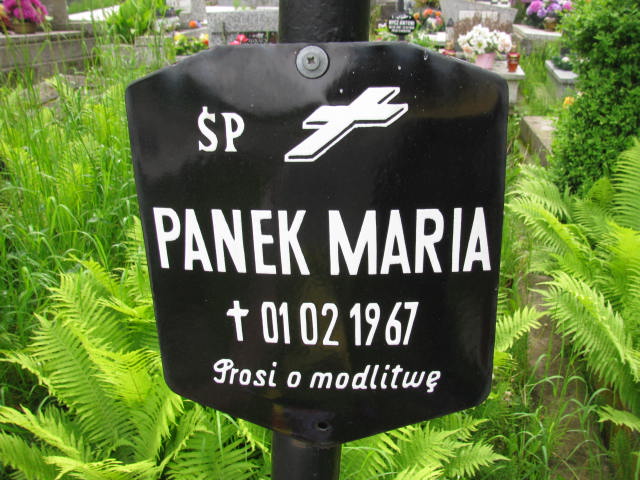 ŚP
PANEK MARIA
✝ 01 02 1967
Prosi o modlitwę